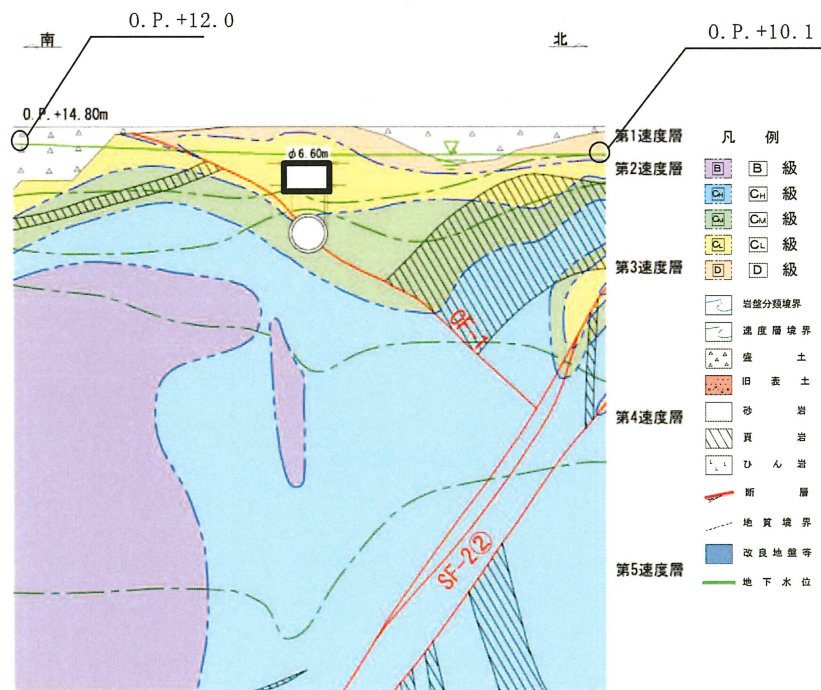 O.P.+12.0
南
北
O.P.+10.1
O.P.+14.80m
φ6.60m
第1速度層
第2速度層
第3速度層
第4速度層
第5速度層
OF-1
SF-2②
凡 例
B B 級
CH CH 級
CM CM 級
CL CL 級
D D 級
岩盤分類境界
速度層境界
盛 土
旧 表 土
砂 岩
頁 岩
ひ ん 岩
断 層
地 質 境 界
改 良 地 盤 等
地 下 水 位